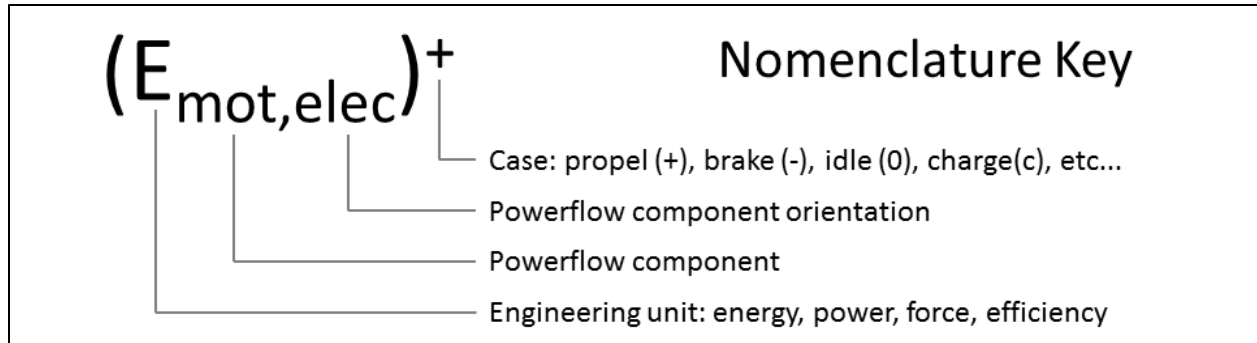 (E mot,elec)+
Nomenclature Key
Case: propel (+), brake (-), idle (0), charge(c), etc...
Powerflow component orientation
Powerflow component
Engineering unit: energy, power, force, efficiency